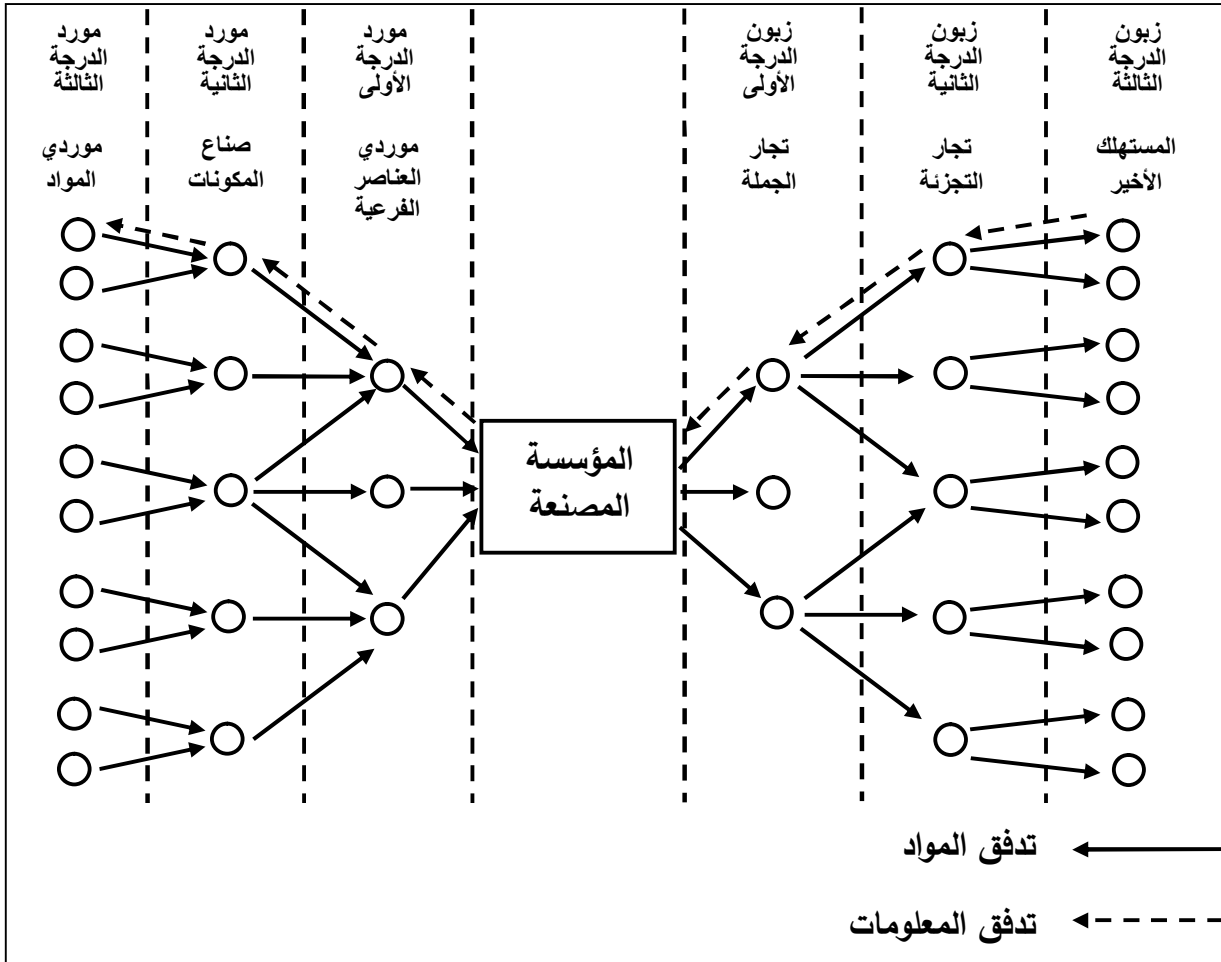 زبون
الدرجة
الثالثة
المستهلك
الأخير
زبون
الدرجة
الثانية
تجار
التجزئة
زبون
الدرجة
الأولى
تجار
الجملة
مورد
الدرجة
الأولى
موردي
العناصر
الفرعية
مورد
الدرجة
الثانية
صناع
المكونات
مورد
الدرجة
الثالثة
موردي
المواد
المؤسسة
المصنعة
تدفق المواد
تدفق المعلومات